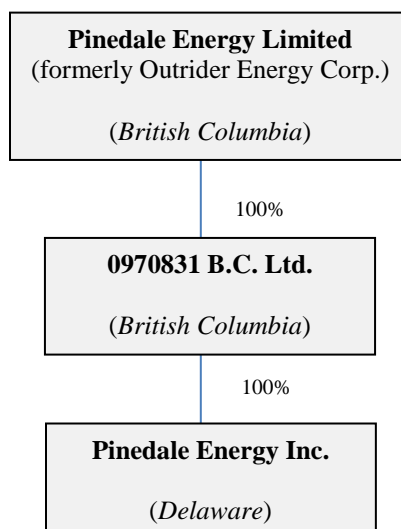 Pinedale Energy Limited
(formerly Outrider Energy Corp.)
(British Columbia)
100%
0970831 B.C. Ltd.
(British Columbia)
100%
Pinedale Energy Inc.
(Delaware)